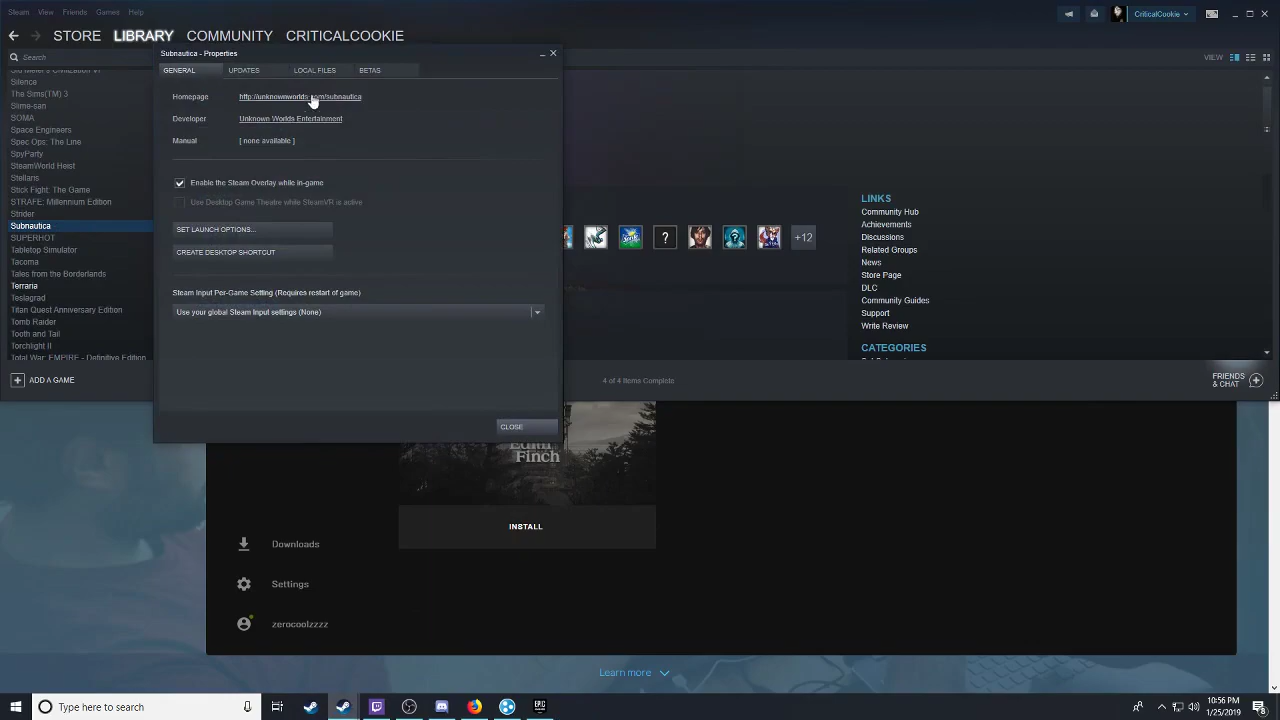 Steam View Friends Games Help
CriticalCookie
STORE LIBRARY COMMUNITY CRITICALCOOKIE
Search
VIEW
Silence
The Sims(TM) 3
Slime-san
SOMA
Space Engineers
Spec Ops: The Line
SpyParty
SteamWorld Heist
Stellaris
Stick Fight: The Game
STRAFE: Millennium Edition
Strider
Subnautica
SUPERHOT
Tabletop Simulator
Tacoma
Tales from the Borderlands
Terraria
Teslagrad
Titan Quest Anniversary Edition
Tomb Raider
Tooth and Tail
Torchlight II
Total War: EMPIRE - Definitive Edition
ADD A GAME
Subnautica - Properties
GENERAL UPDATES LOCAL FILES BETAS
Homepage
Developer Unknown Worlds Entertainment
Manual [ none available ]
Enable the Steam Overlay while in-game
Use Desktop Game Theatre while SteamVR is active
SET LAUNCH OPTIONS...
CREATE DESKTOP SHORTCUT
Steam Input Per-Game Setting (Requires restart of game)
Use your global Steam Input settings (None)
CLOSE
+12
LINKS
Community Hub
Achievements
Discussions
Related Groups
News
Store Page
DLC
Community Guides
Support
Write Review
CATEGORIES
4 of 4 Items Complete
FRIENDS
& CHAT
Edith
Finch
INSTALL
Downloads
Settings
zerocoolzzzz
Learn more
Type here to search
10:56 PM
1/25/2019
8